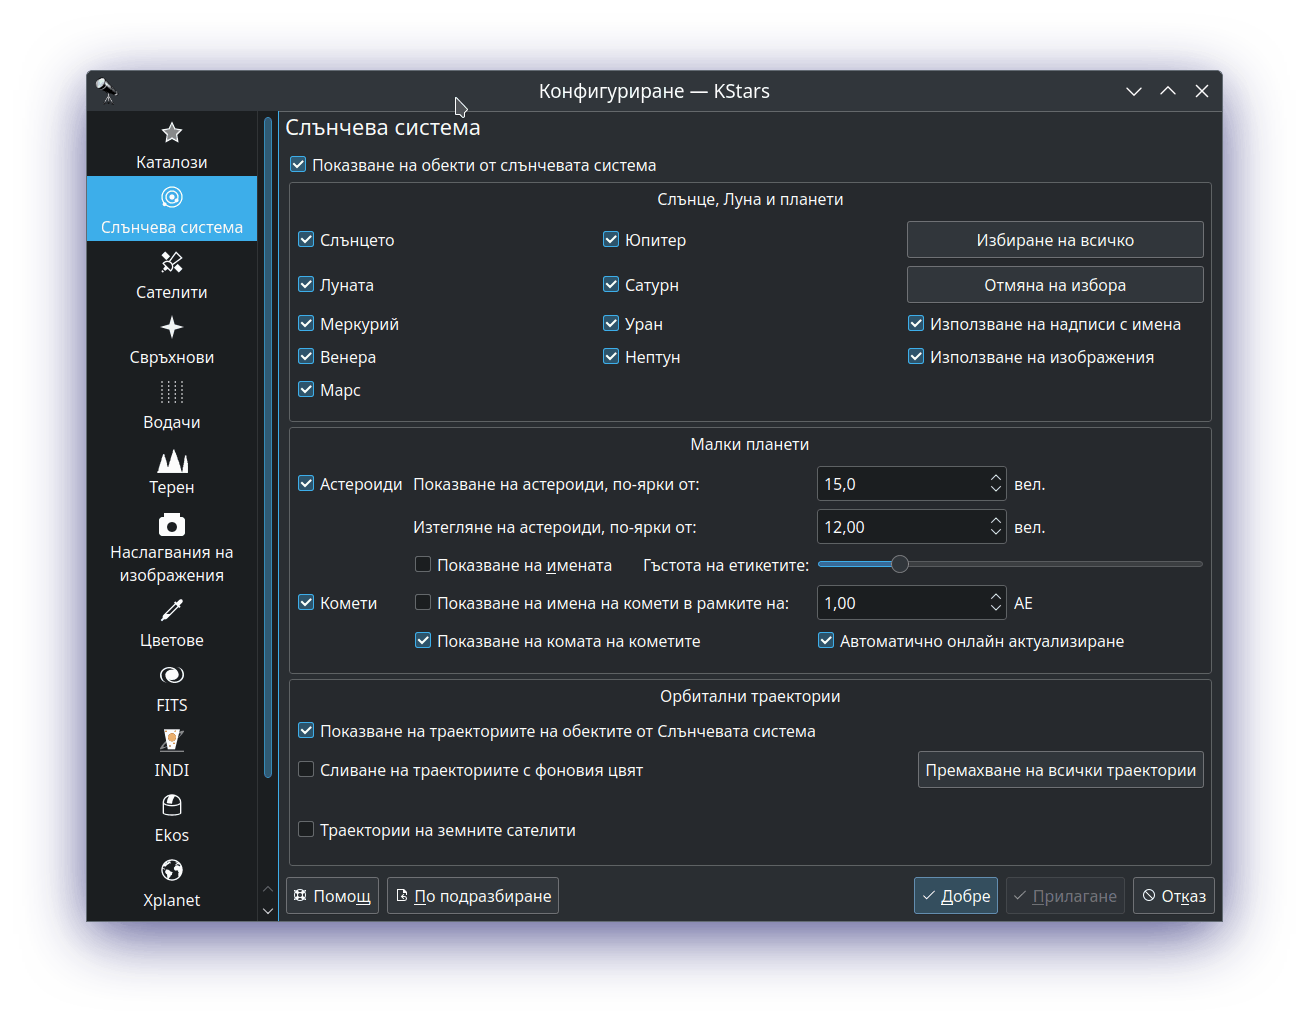 Конфигуриране — KStars
Каталози
Слънчева система
Сателити
Свръхнови
Водачи
Терен
Наслагвания на
изображения
Цветове
FITS
INDI
Ekos
Xplanet
Слънчева система
Показване на обекти от слънчевата система
Слънце, Луна и планети
Слънцето
Юпитер
Избиране на всичко
Луната
Сатурн
Отмяна на избора
Меркурий
Уран
Използване на надписи с имена
Венера
Нептун
Използване на изображения
Марс
Малки планети
Астероиди Показване на астероиди, по-ярки от: 15,0 вел.
Изтегляне на астероиди, по-ярки от: 12,00 вел.
Показване на имената Гъстота на етикетите:
Комети Показване на имена на комети в рамките на: 1,00 АЕ
Показване на комата на кометите Автоматично онлайн актуализиране
Орбитални траектории
Показване на траекториите на обектите от Слънчевата система
Сливане на траекториите с фоновия цвят
Премахване на всички траектории
Траектории на земните сателити
Помощ
По подразбиране
Добре
Прилагане
Отказ